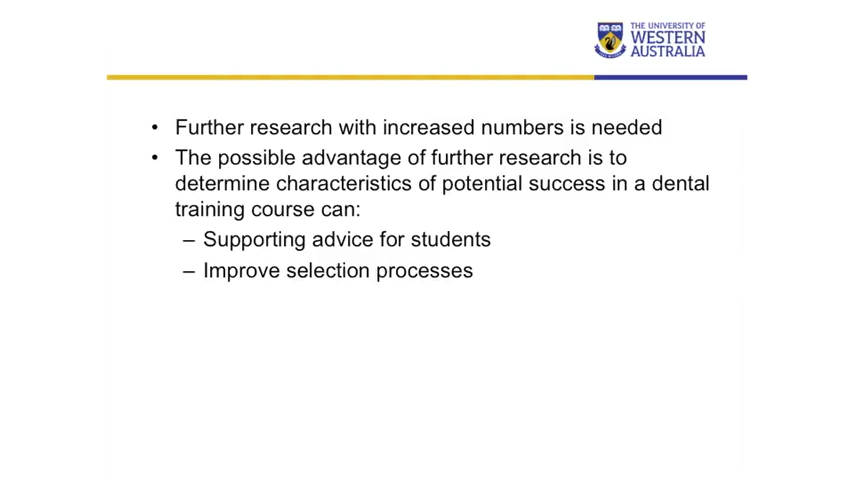 THE UNIVERSITY OF
WESTERN
AUSTRALIA
• Further research with increased numbers is needed
• The possible advantage of further research is to
determine characteristics of potential success in a dental
training course can:
– Supporting advice for students
– Improve selection processes